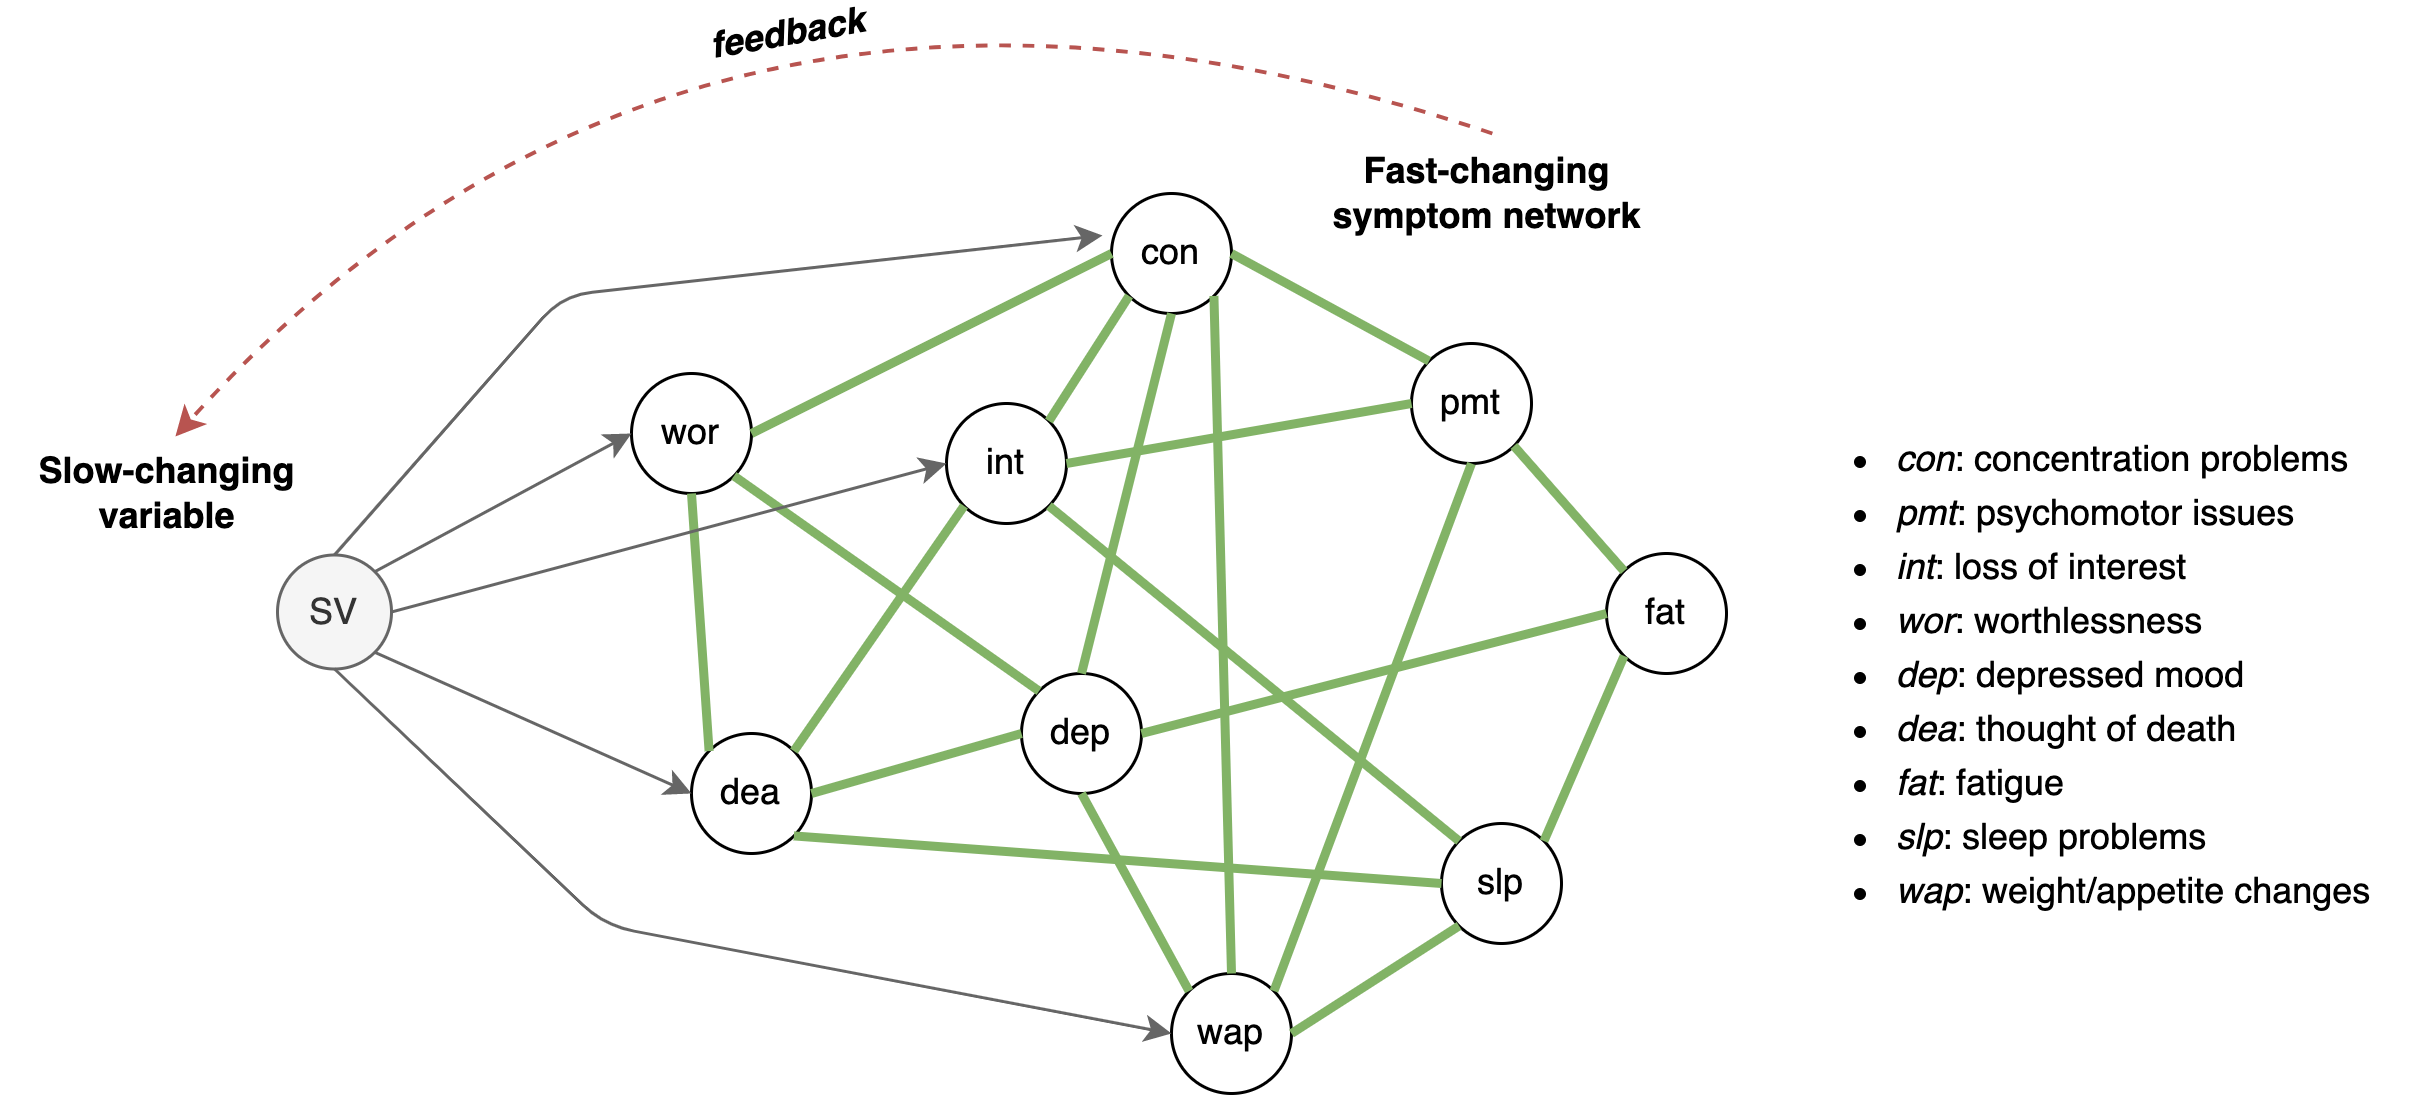 feedback
Fast-changing
symptom network
con
pmt
wor
int
Slow-changing
variable
SV
fat
dep
dea
slp
wap
• con: concentration problems
• pmt: psychomotor issues
• int: loss of interest
• wor: worthlessness
• dep: depressed mood
• dea: thought of death
• fat: fatigue
• slp: sleep problems
• wap: weight/appetite changes